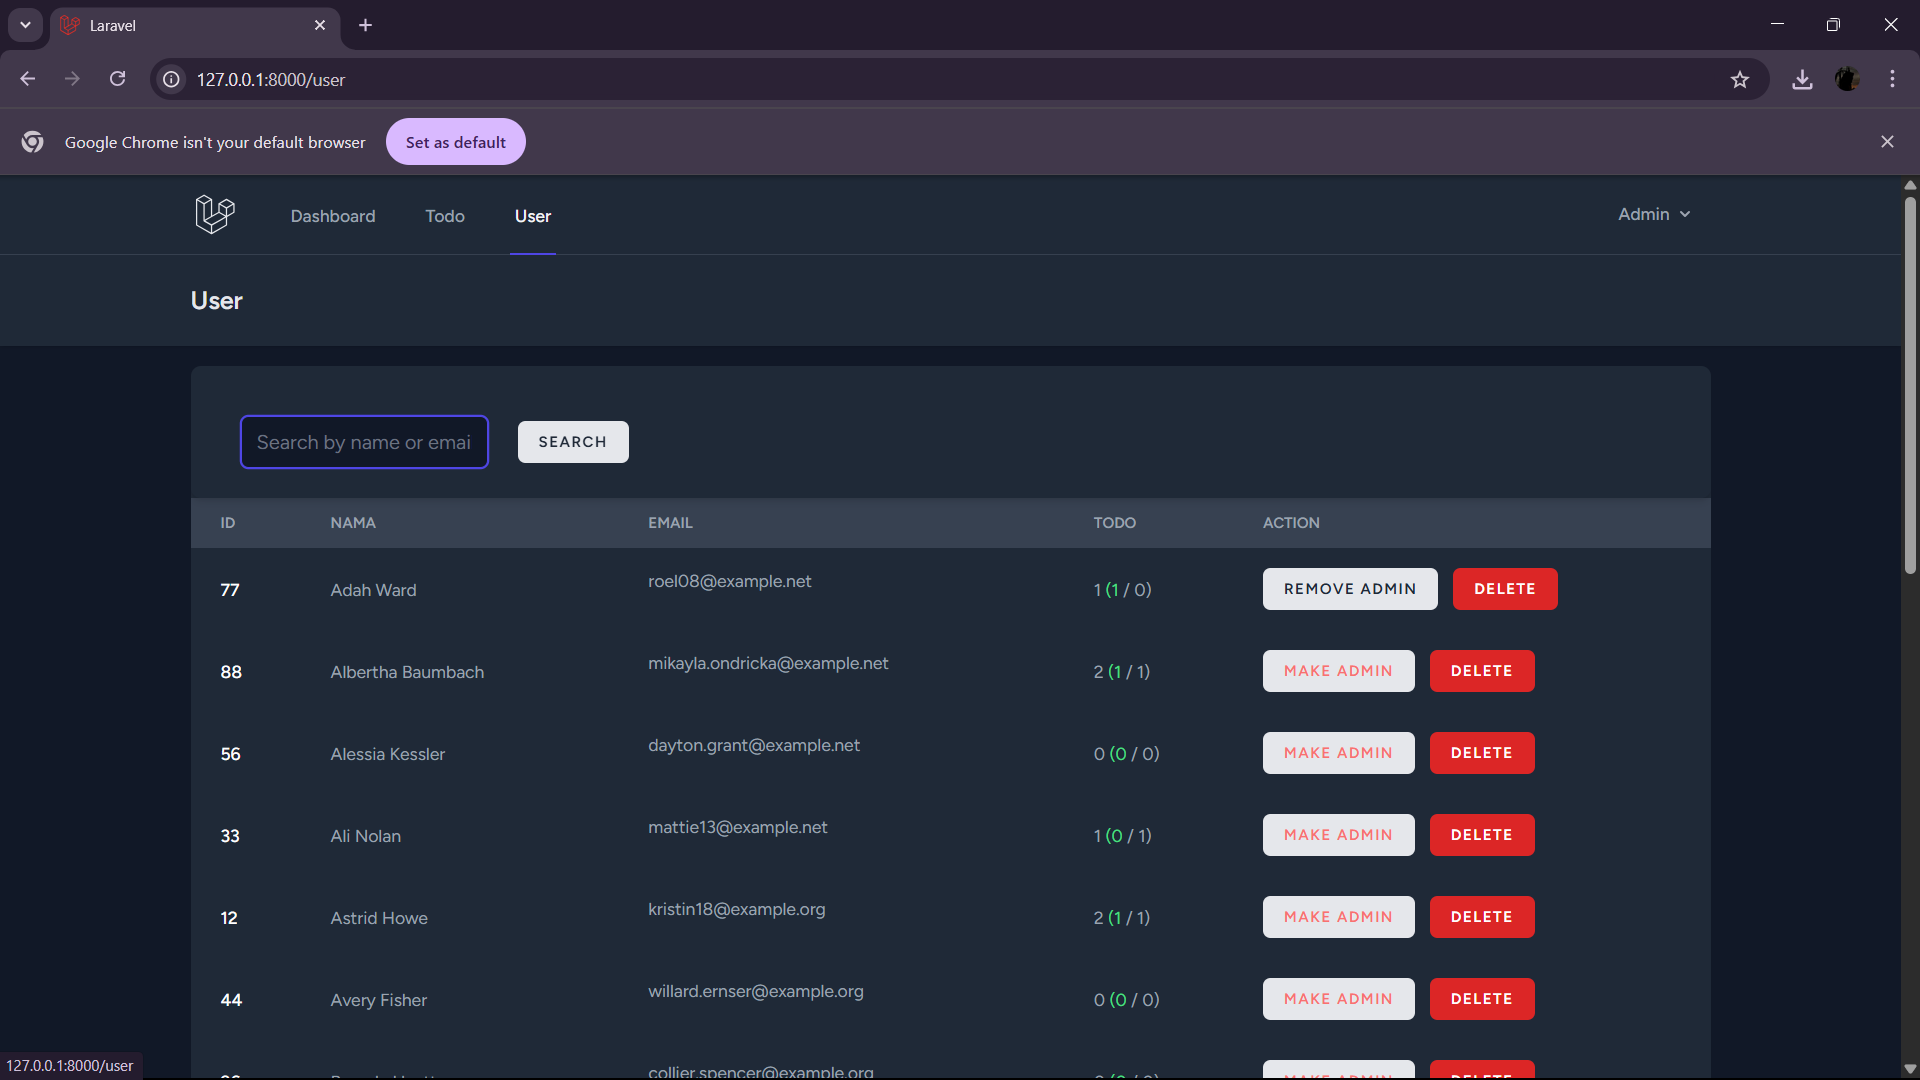 Laravel
127.0.0.1:8000/user
Google Chrome isn't your default browser Set as default
Dashboard Todo User Admin
User
Search by name or emai SEARCH
ID NAMA EMAIL TODO ACTION
77 Adah Ward roel08@example.net 1 (1 / 0) REMOVE ADMIN DELETE
88 Albertha Baumbach mikayla.ondricka@example.net 2 (1 / 1) MAKE ADMIN DELETE
56 Alessia Kessler dayton.grant@example.net 0 (0 / 0) MAKE ADMIN DELETE
33 Ali Nolan mattie13@example.net 1 (0 / 1) MAKE ADMIN DELETE
12 Astrid Howe kristin18@example.org 2 (1 / 1) MAKE ADMIN DELETE
44 Avery Fisher willard.ernser@example.org 0 (0 / 0) MAKE ADMIN DELETE
collier.spencer@example.org MAKE ADMIN DELETE
127.0.0.1:8000/user